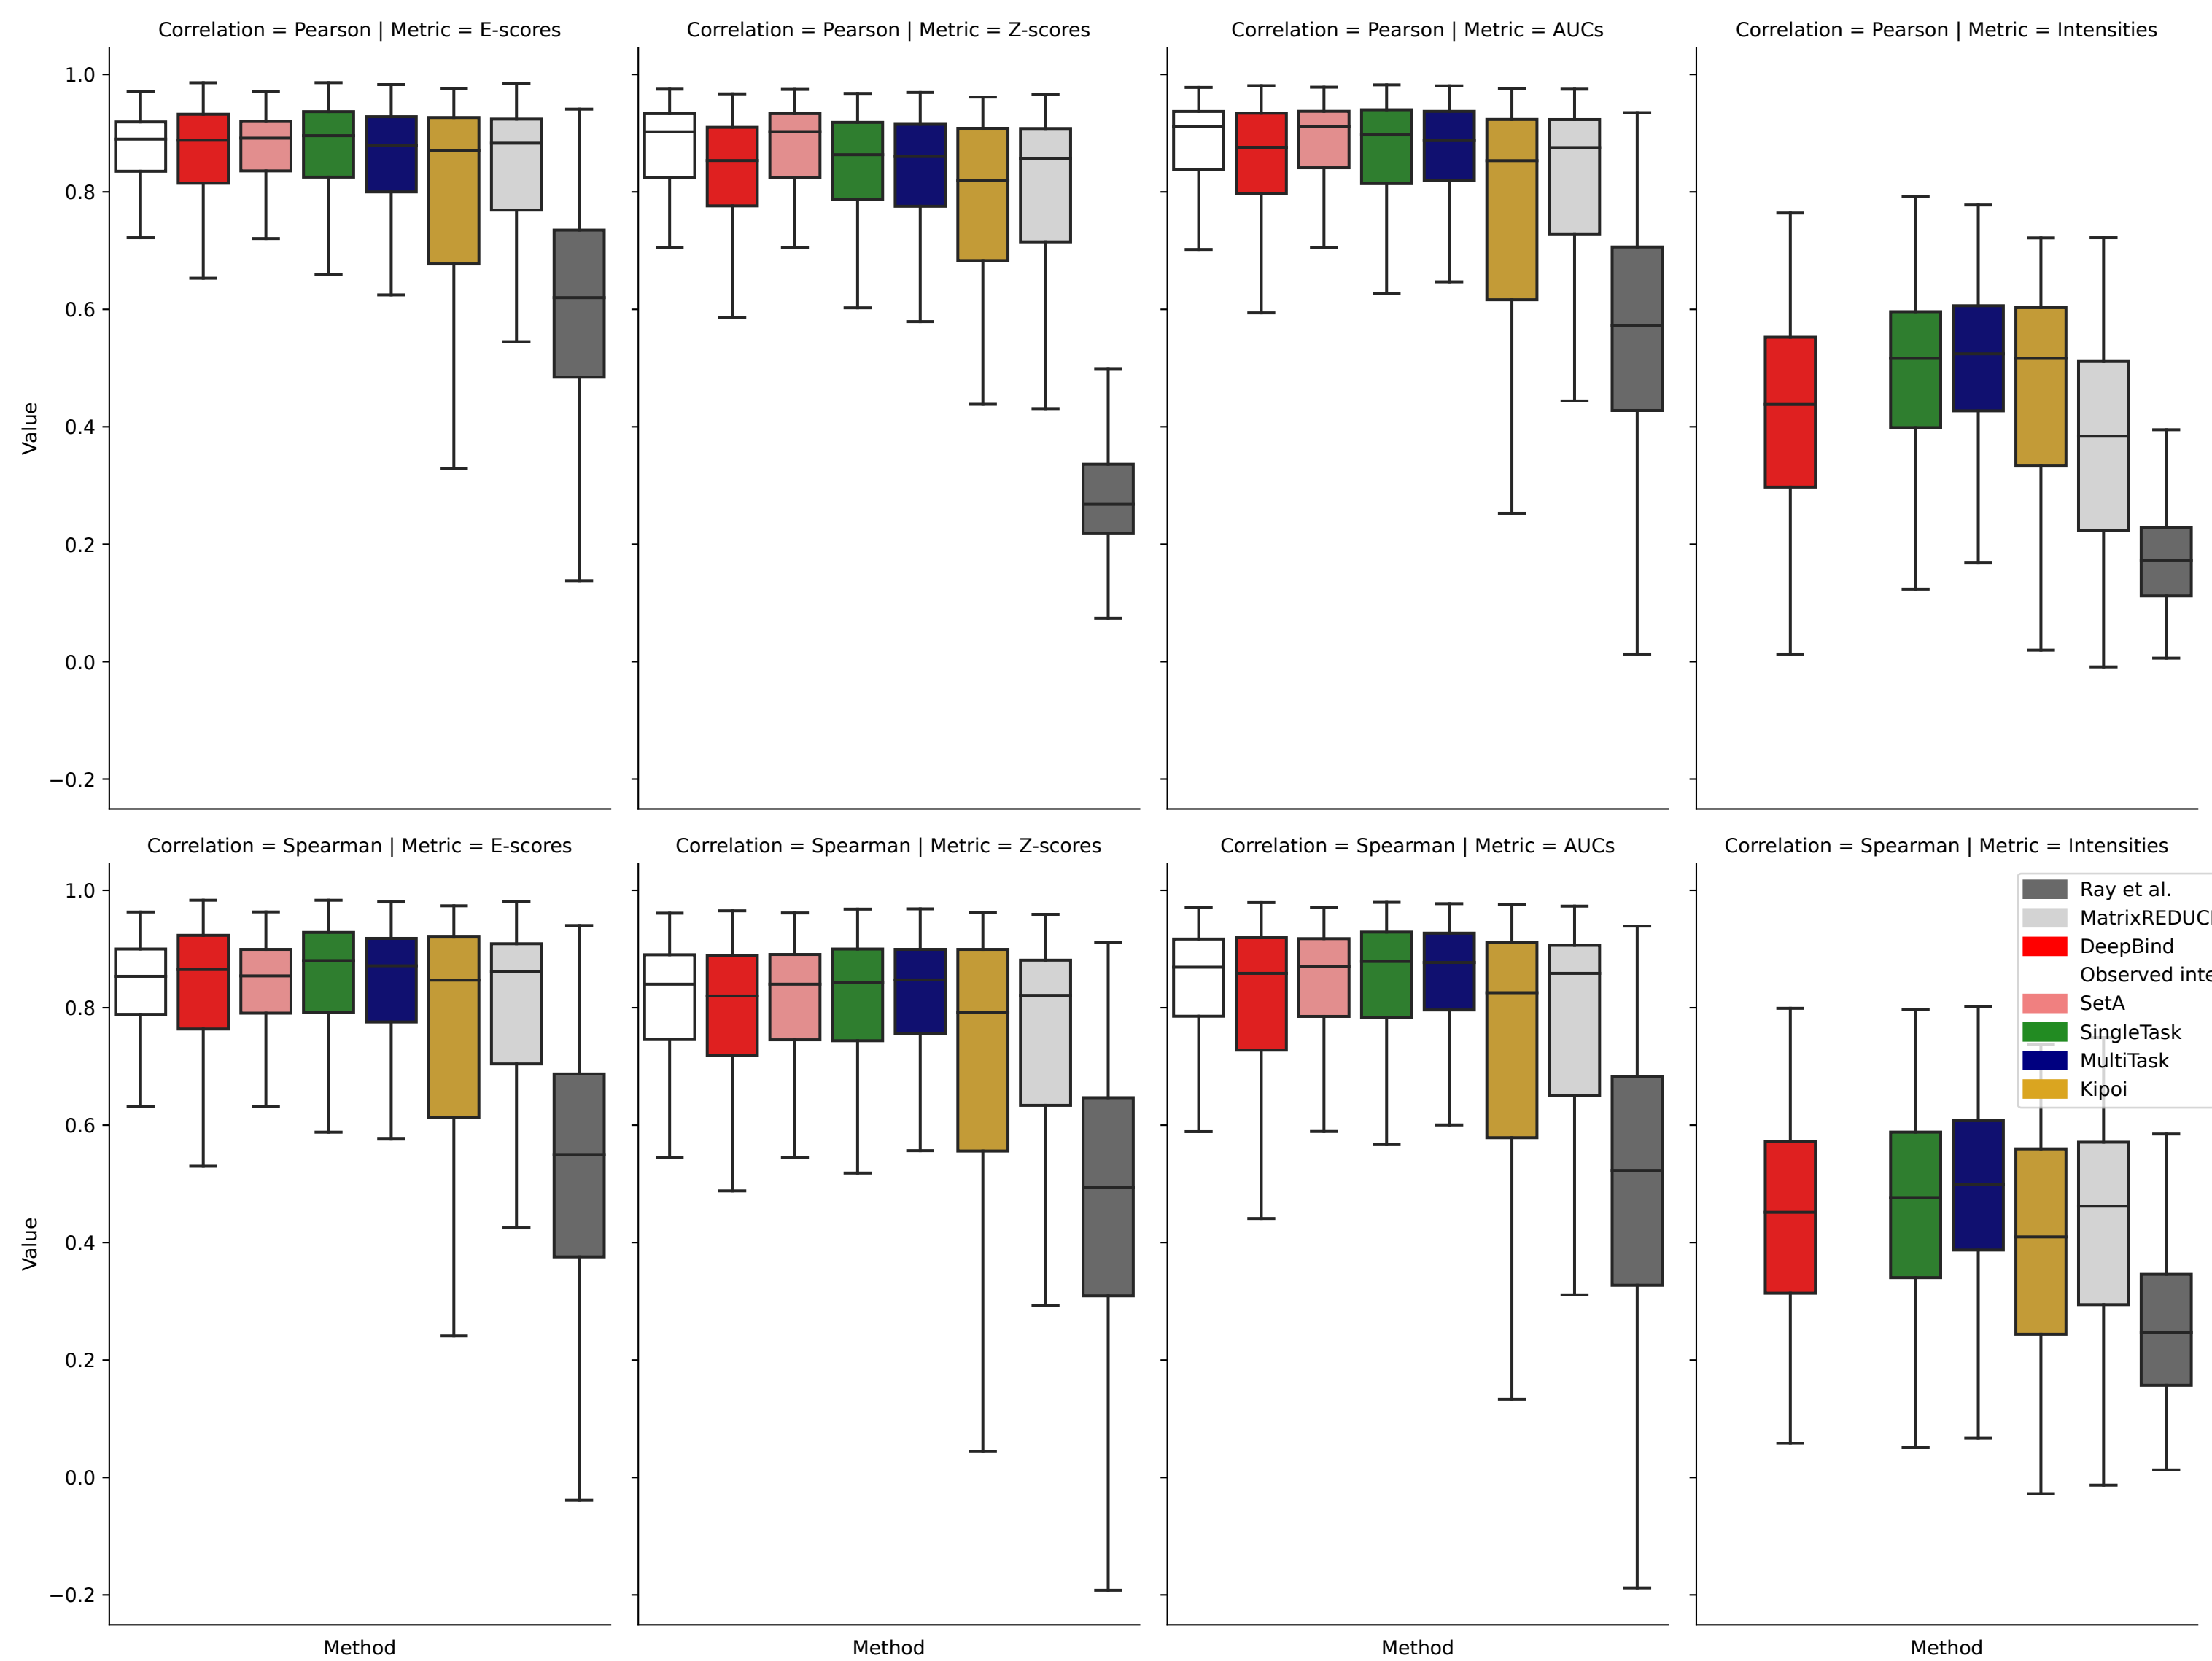 Correlation = Pearson | Metric = E-scores
Correlation = Pearson | Metric = Z-scores
Correlation = Pearson | Metric = AUCs
Correlation = Pearson | Metric = Intensities
1.0
0.8
0.6
0.4
0.2
0.0
−0.2
Value
Correlation = Spearman | Metric = E-scores
Correlation = Spearman | Metric = Z-scores
Correlation = Spearman | Metric = AUCs
Correlation = Spearman | Metric = Intensities
1.0
0.8
0.6
0.4
0.2
0.0
−0.2
Value
Ray et al.
DeepBind
Observed
SetA
SingleTask
MultiTask
Kipoi
Method
Method
Method
Method